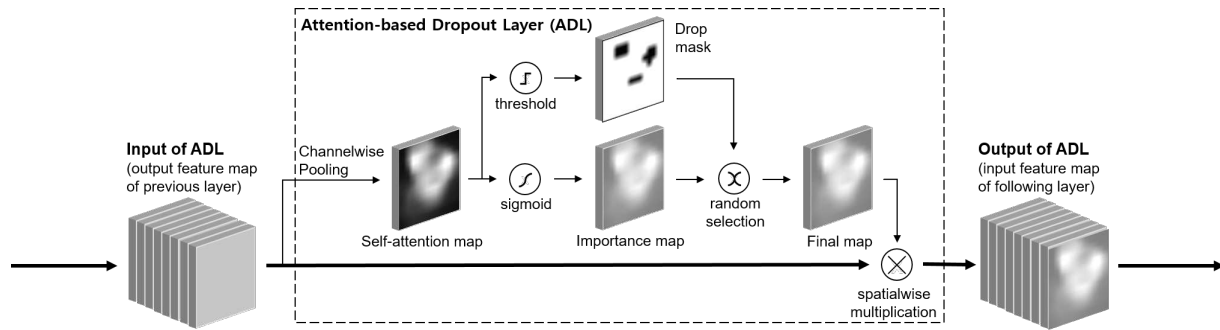 Attention-based Dropout Layer (ADL)
Drop
mask
threshold
Input of ADL
(output feature map
of previous layer)
Channelwise
Pooling
sigmoid
random
selection
Output of ADL
(input feature map
of following layer)
Self-attention map
Importance map
Final map
spatialwise
multiplication